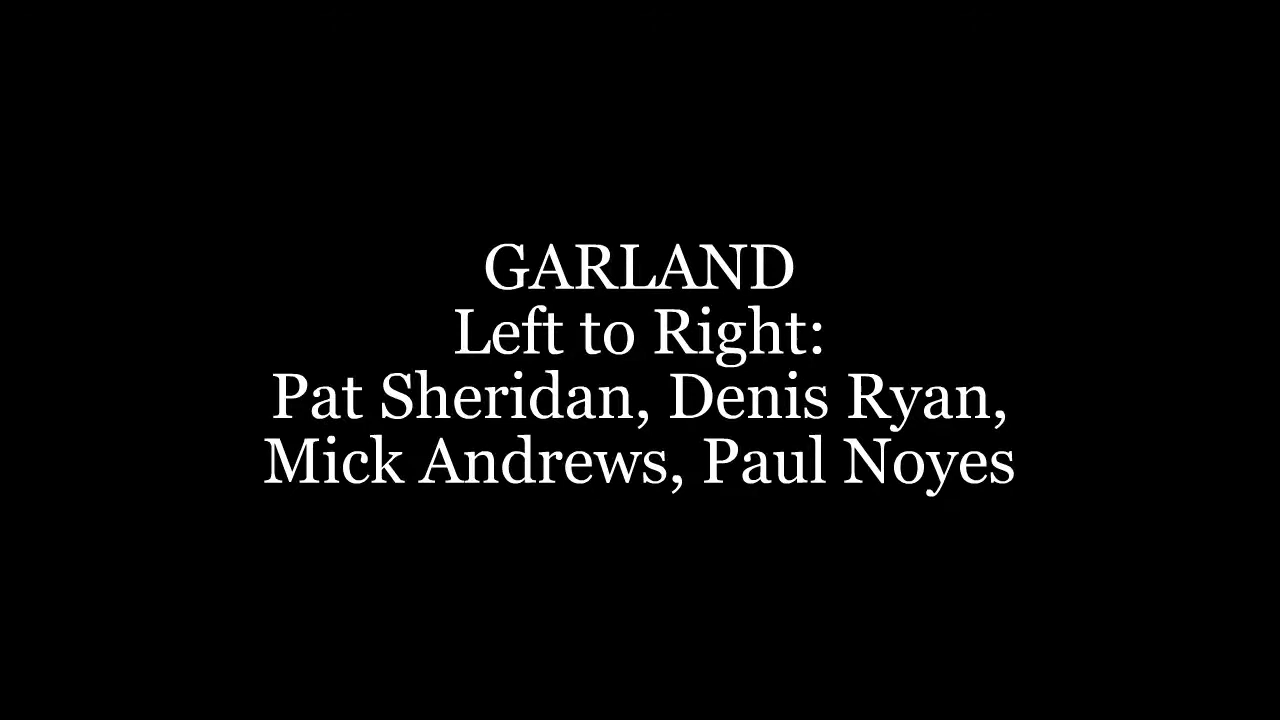 GARLAND
Left to Right:
Pat Sheridan, Denis Ryan,
Mick Andrews, Paul Noyes